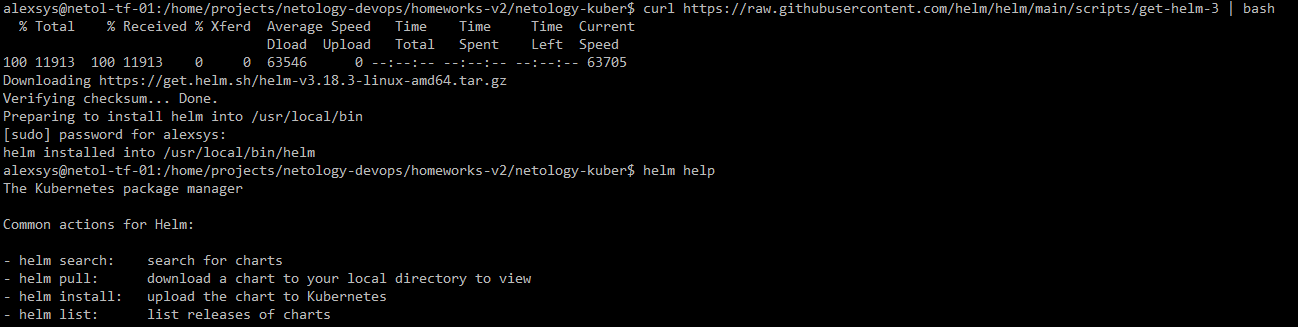 alexsys@netol-tf-01:/home/projects/netology-devops/homeworks-v2/netology-kuber$ curl https://raw.githubusercontent.com/helm/helm/main/scripts/get-helm-3 | bash
  % Total    % Received % Xferd  Average Speed   Time    Time     Time  Current
                                 Dload  Upload   Total   Spent    Left  Speed
100 11913  100 11913    0     0  63546      0 --:--:-- --:--:-- --:--:-- 63705
Downloading https://get.helm.sh/helm-v3.18.3-linux-amd64.tar.gz
Verifying checksum... Done.
Preparing to install helm into /usr/local/bin
[sudo] password for alexsys:
helm installed into /usr/local/bin/helm
alexsys@netol-tf-01:/home/projects/netology-devops/homeworks-v2/netology-kuber$ helm help
The Kubernetes package manager

Common actions for Helm:

- helm search:    search for charts
- helm pull:      download a chart to your local directory to view
- helm install:   upload the chart to Kubernetes
- helm list:      list releases of charts